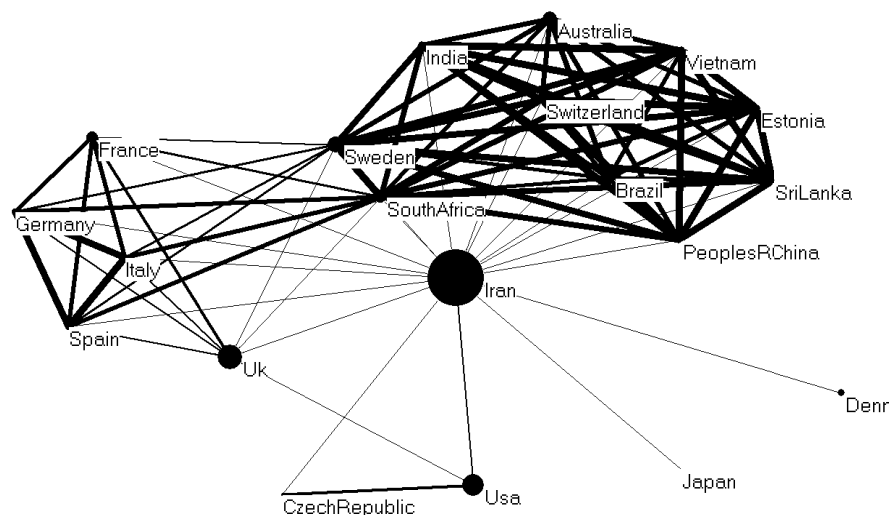 Australia
India
Vietnam
Switzerland
Estonia
France
Sweden
Brazil
SriLanka
SouthAfrica
Germany
PeoplesRChina
Italy
Iran
Spain
Uk
Denn
Japan
Usa
CzechRepublic